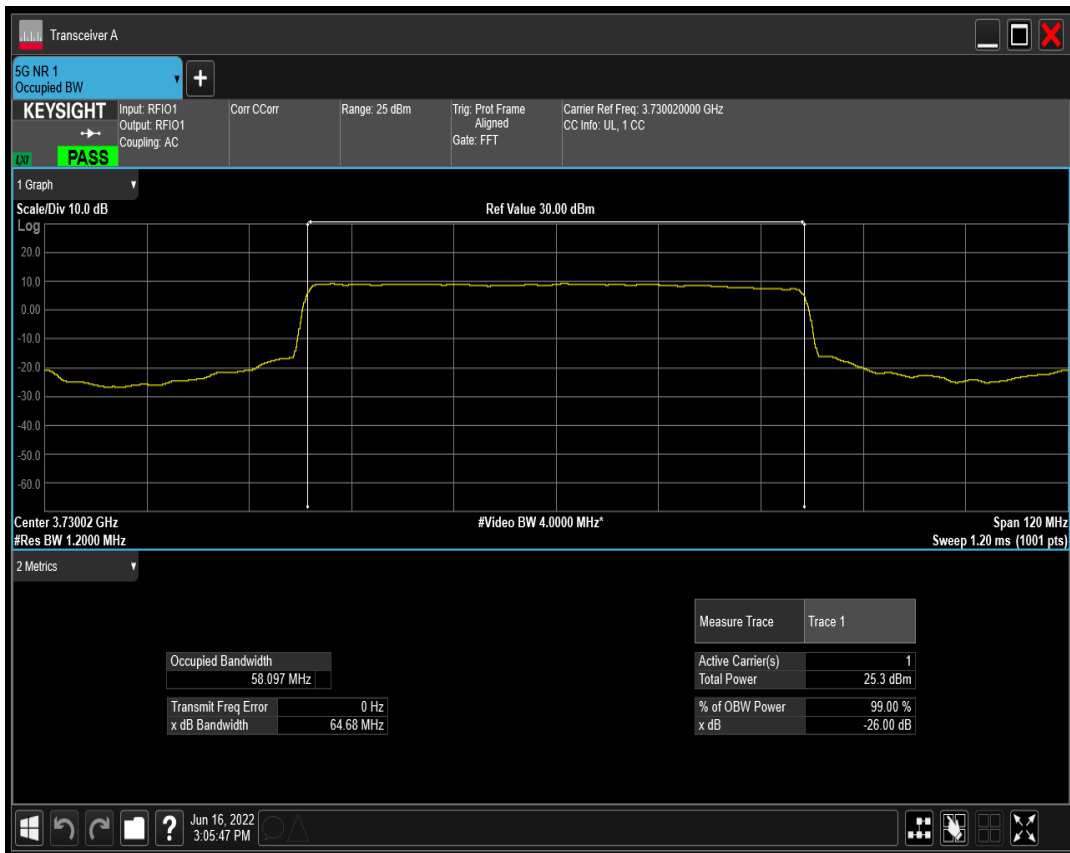 Transceiver A
5G NR 1
Occupied BW
+
KEYSIGHT
LXI
PASS
Input: RFIO1
Output: RFIO1
Coupling: AC
Corr CCorr
Range: 25 dBm
Trig: Prot Frame
Aligned
Gate: FFT
Carrier Ref Freq: 3.730020000 GHz
CC Info: UL, 1 CC
1 Graph
Scale/Div 10.0 dB
Ref Value 30.00 dBm
Log
20.0
10.0
0.00
-10.0
-20.0
-30.0
-40.0
-50.0
-60.0
Center 3.73002 GHz
#Video BW 4.0000 MHz*
Span 120 MHz
#Res BW 1.2000 MHz
Sweep 1.20 ms (1001 pts)
2 Metrics
Measure Trace Trace 1
Occupied Bandwidth
58.097 MHz
Active Carrier(s) 1
Total Power 25.3 dBm
Transmit Freq Error 0 Hz
x dB Bandwidth 64.68 MHz
% of OBW Power 99.00 %
x dB -26.00 dB
?
Jun 16, 2022
3:05:47 PM